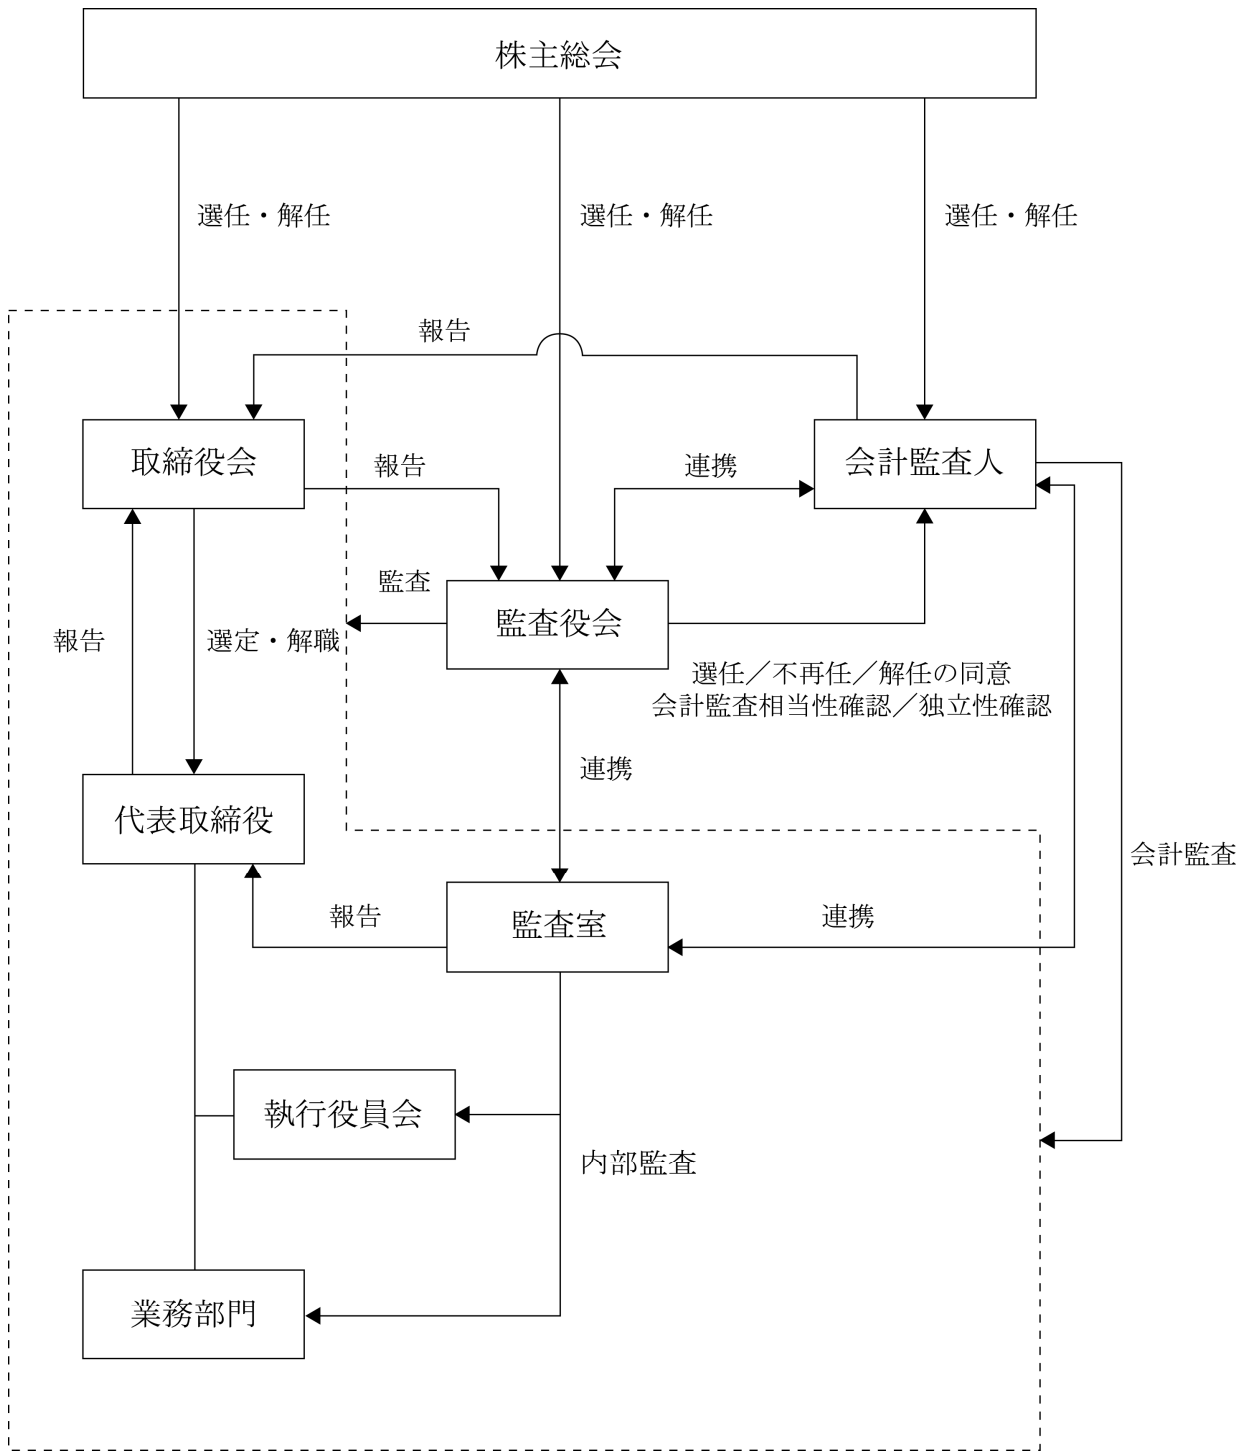 株主総会
選任・解任
選任・解任
選任・解任
報告
取締役会
報告
連携
会計監査人
監査
監査役会
報告
選定・解職
選任／不再任／解任の同意
会計監査相当性確認／独立性確認
連携
代表取締役
会計監査
報告
監査室
連携
執行役員会
内部監査
業務部門